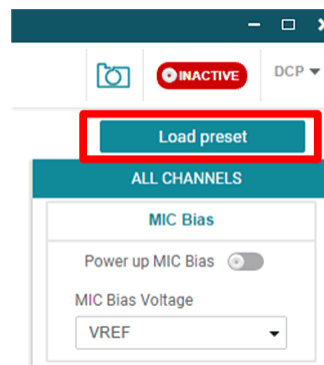 INACTIVE
DCP
Load preset
ALL CHANNELS
MIC Bias
Power up MIC Bias
MIC Bias Voltage
VREF